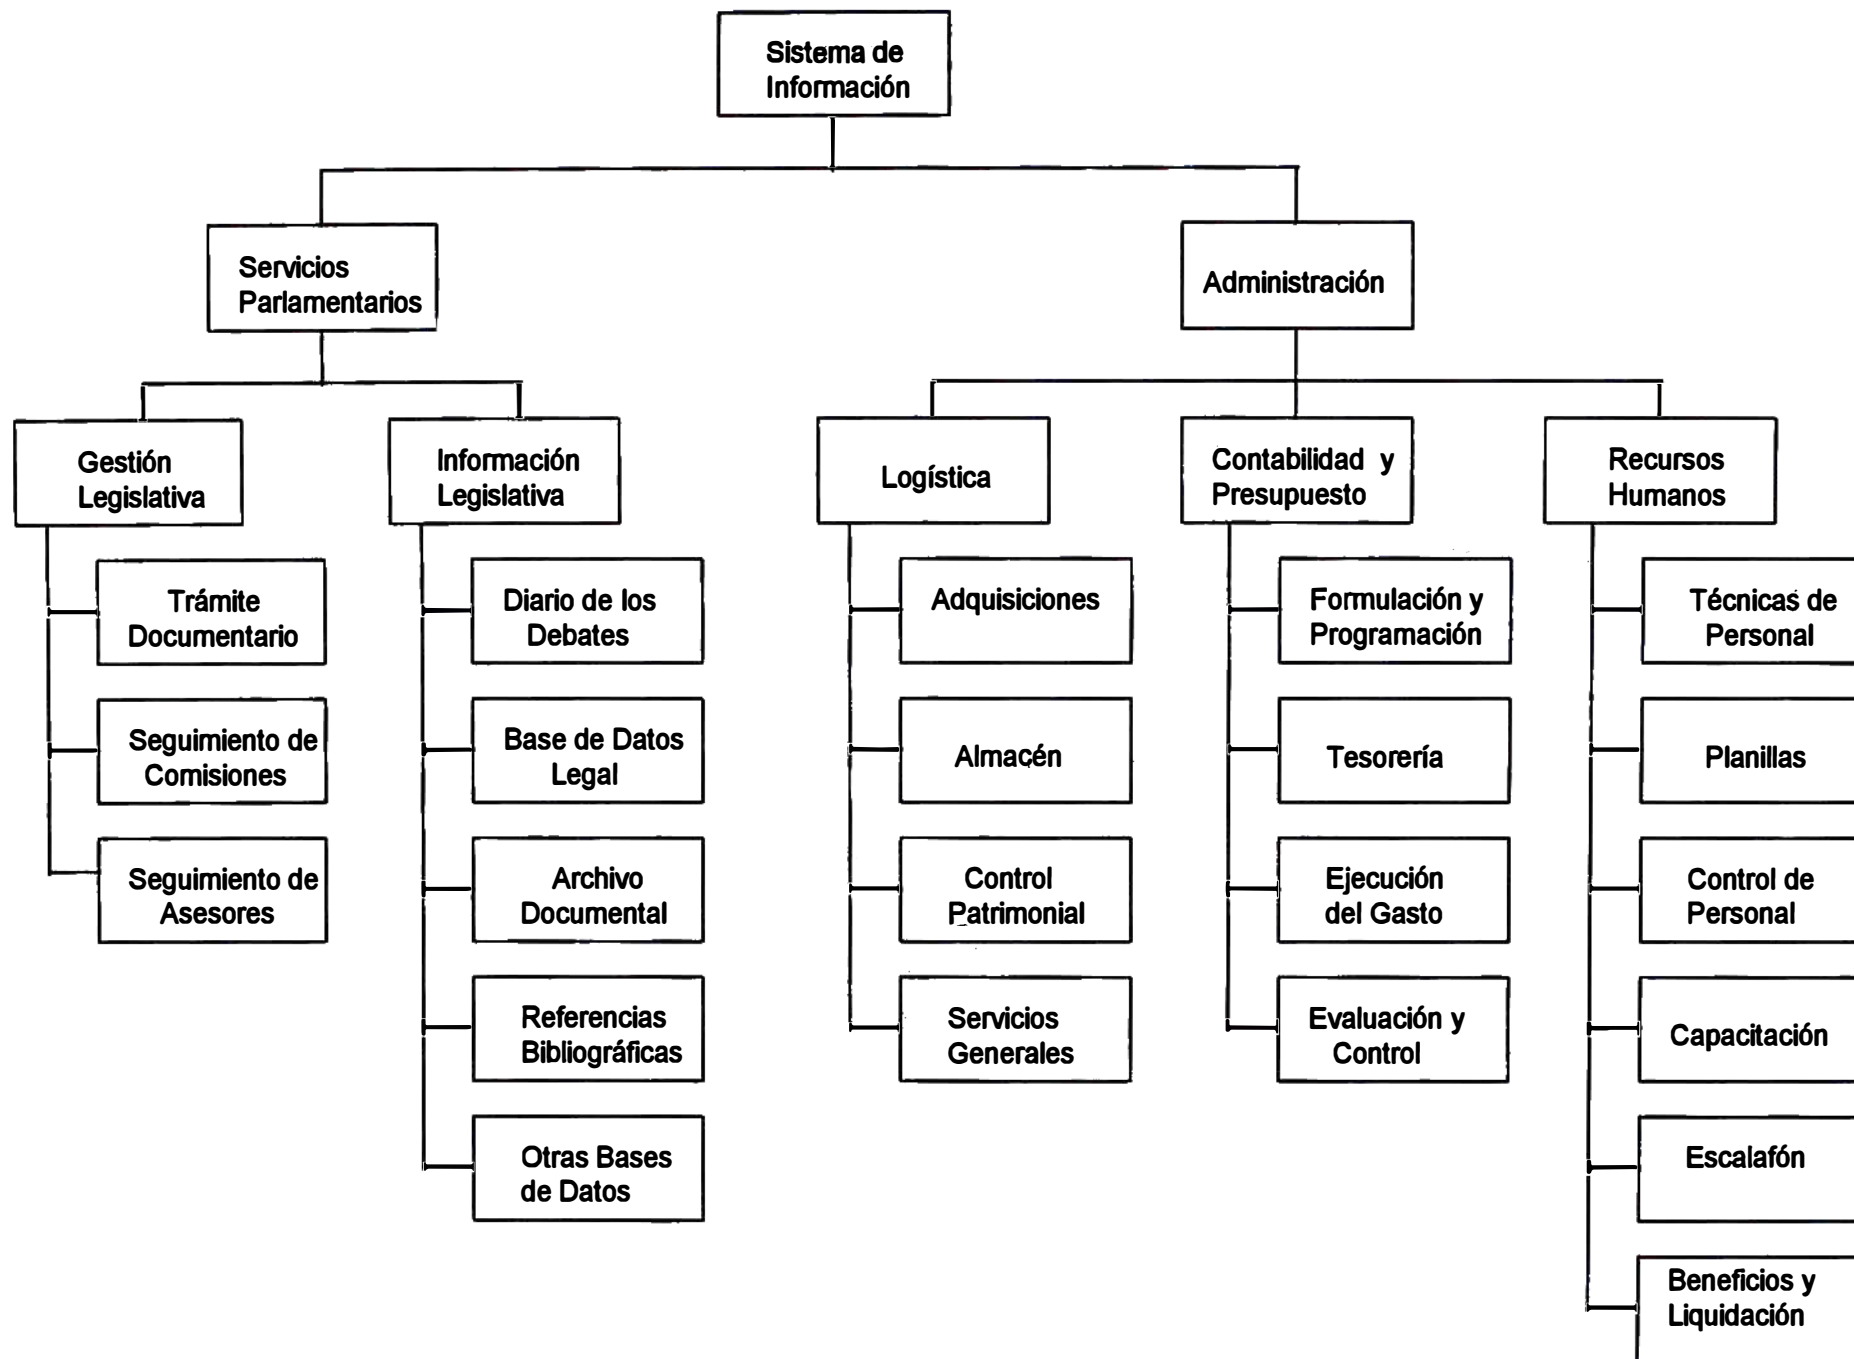 Sistema de
Información
Servicios
Parlamentarios
Administración
Gestión
Legislativa
Información
Legislativa
Logística
Contabilidad y
Presupuesto
Recursos
Humanos
Trámite
Documentario
Seguimiento de
Comisiones
Seguimiento de
Asesores
Diario de los
Debates
Base de Datos
Legal
Archivo
Documental
Referencias
Bibliográficas
Otras Bases
de Datos
Adquisiciones
Almacén
Control
Patrimonial
Servicios
Generales
Formulación y
Programación
Tesorería
Ejecución
del Gasto
Evaluación y
Control
Técnicas de
Personal
Planillas
Control de
Personal
Capacitación
Escalafón
Beneficios y
Liquidación